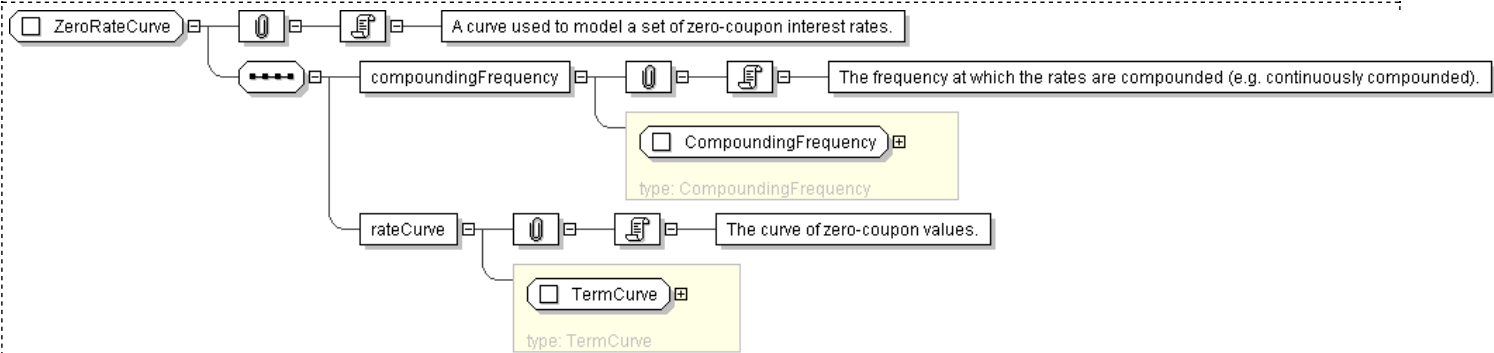 ZeroRateCurve
A curve used to model a set of zero-coupon interest rates.
compoundingFrequency
The frequency at which the rates are compounded (e.g. continuously compounded).
CompoundingFrequency
type: CompoundingFrequency
rateCurve
The curve of zero-coupon values.
TermCurve
type: TermCurve